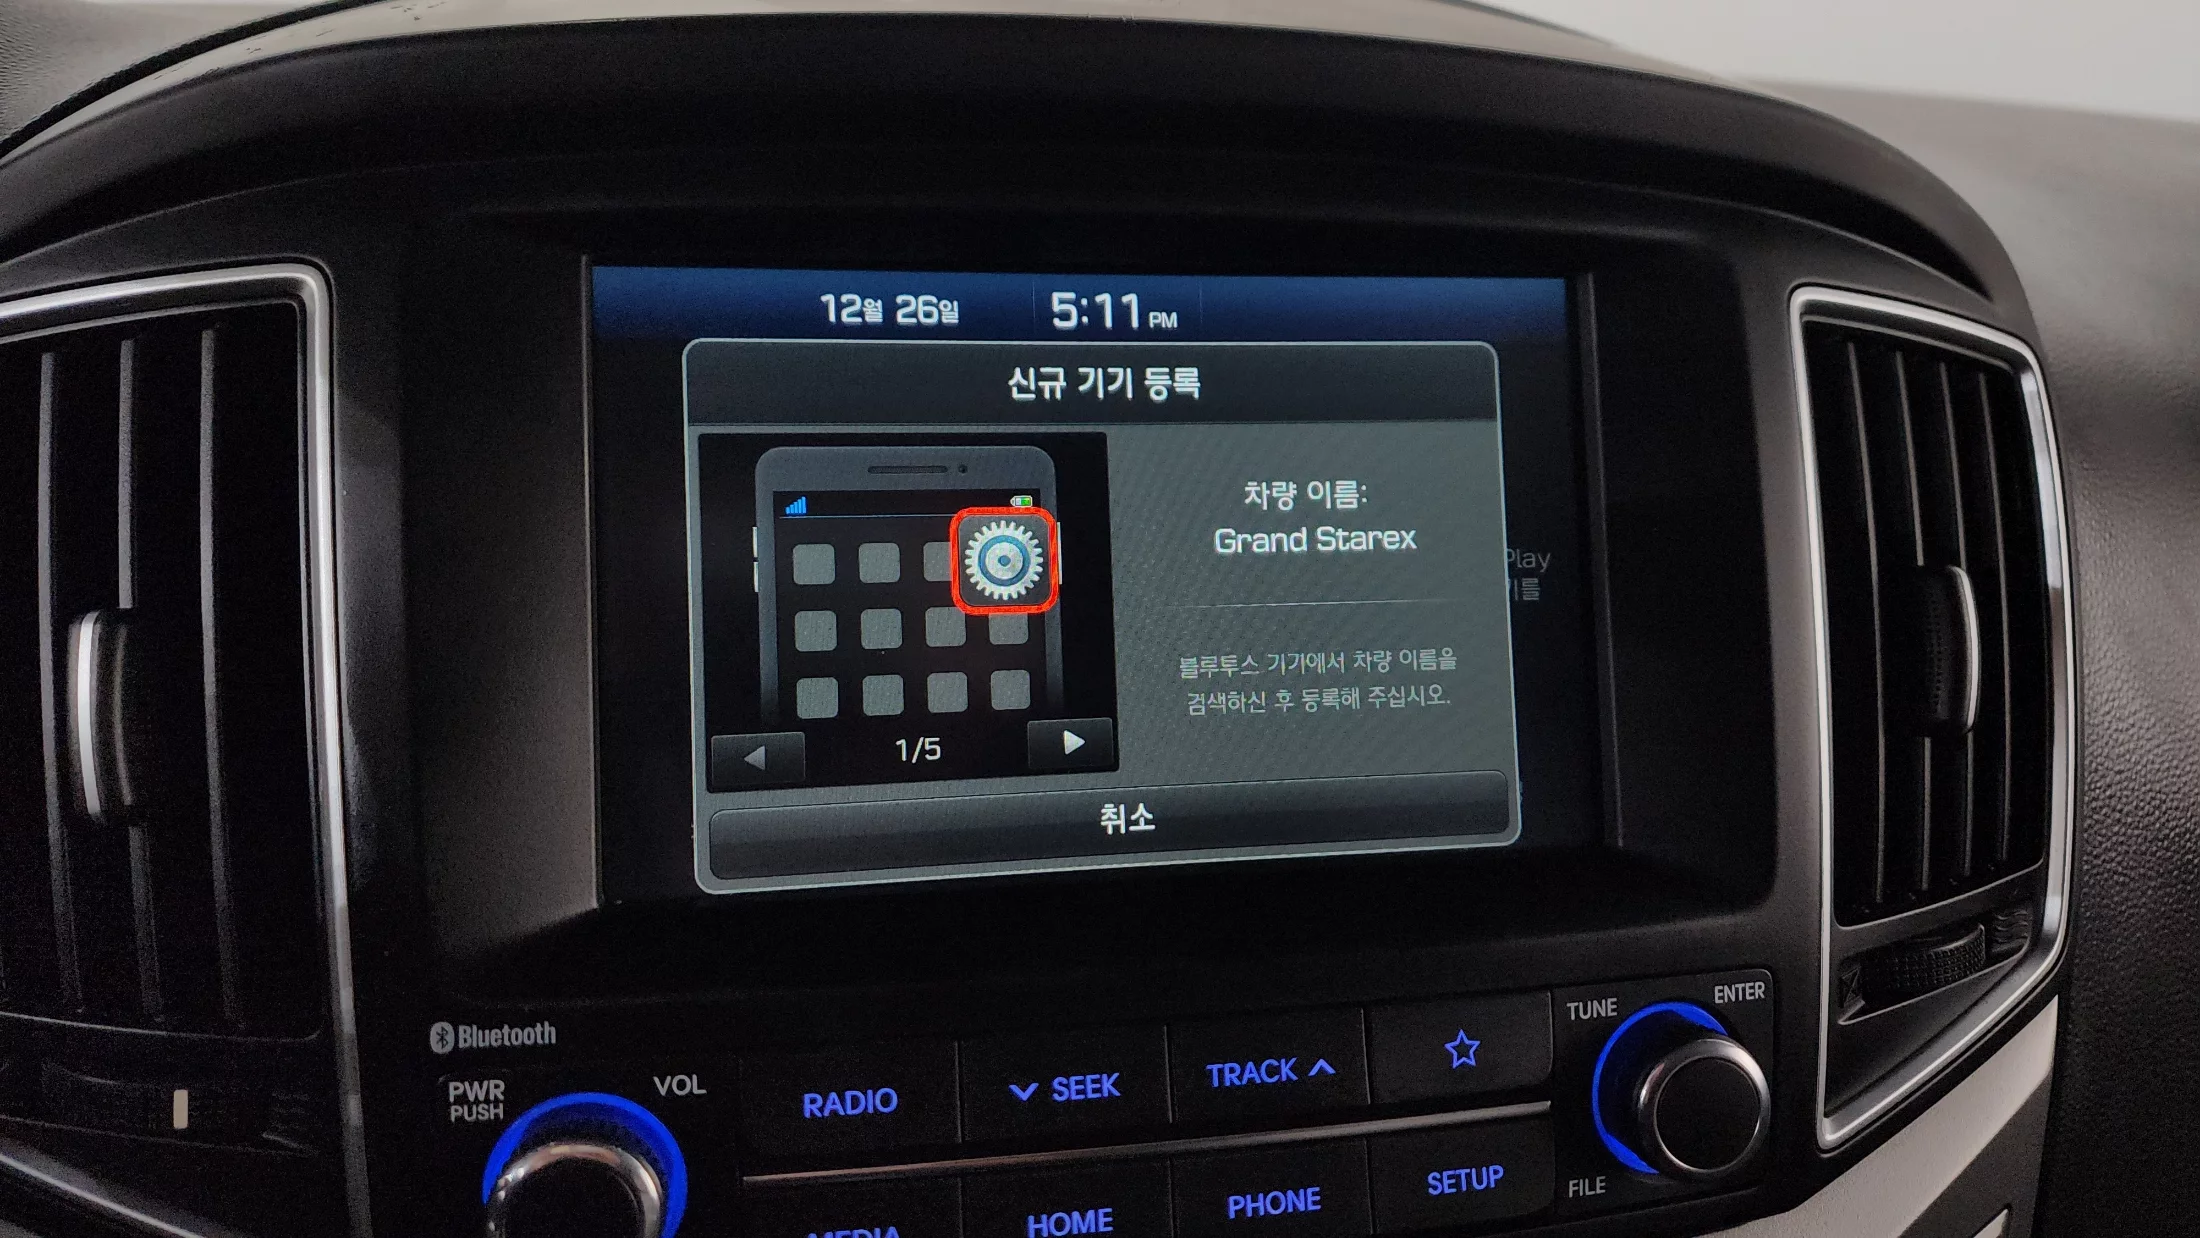 12월 26일 5:11 PM
신규 기기 등록
차량 이름:
Grand Starex
Play
를
블루투스 기기에서 차량 이름을
검색하신 후 등록해 주십시오.
1/5
취소
Bluetooth
PWR
PUSH
VOL
RADIO
SEEK
TRACK
TUNE
ENTER
MEDIA
HOME
PHONE
SETUP
FILE